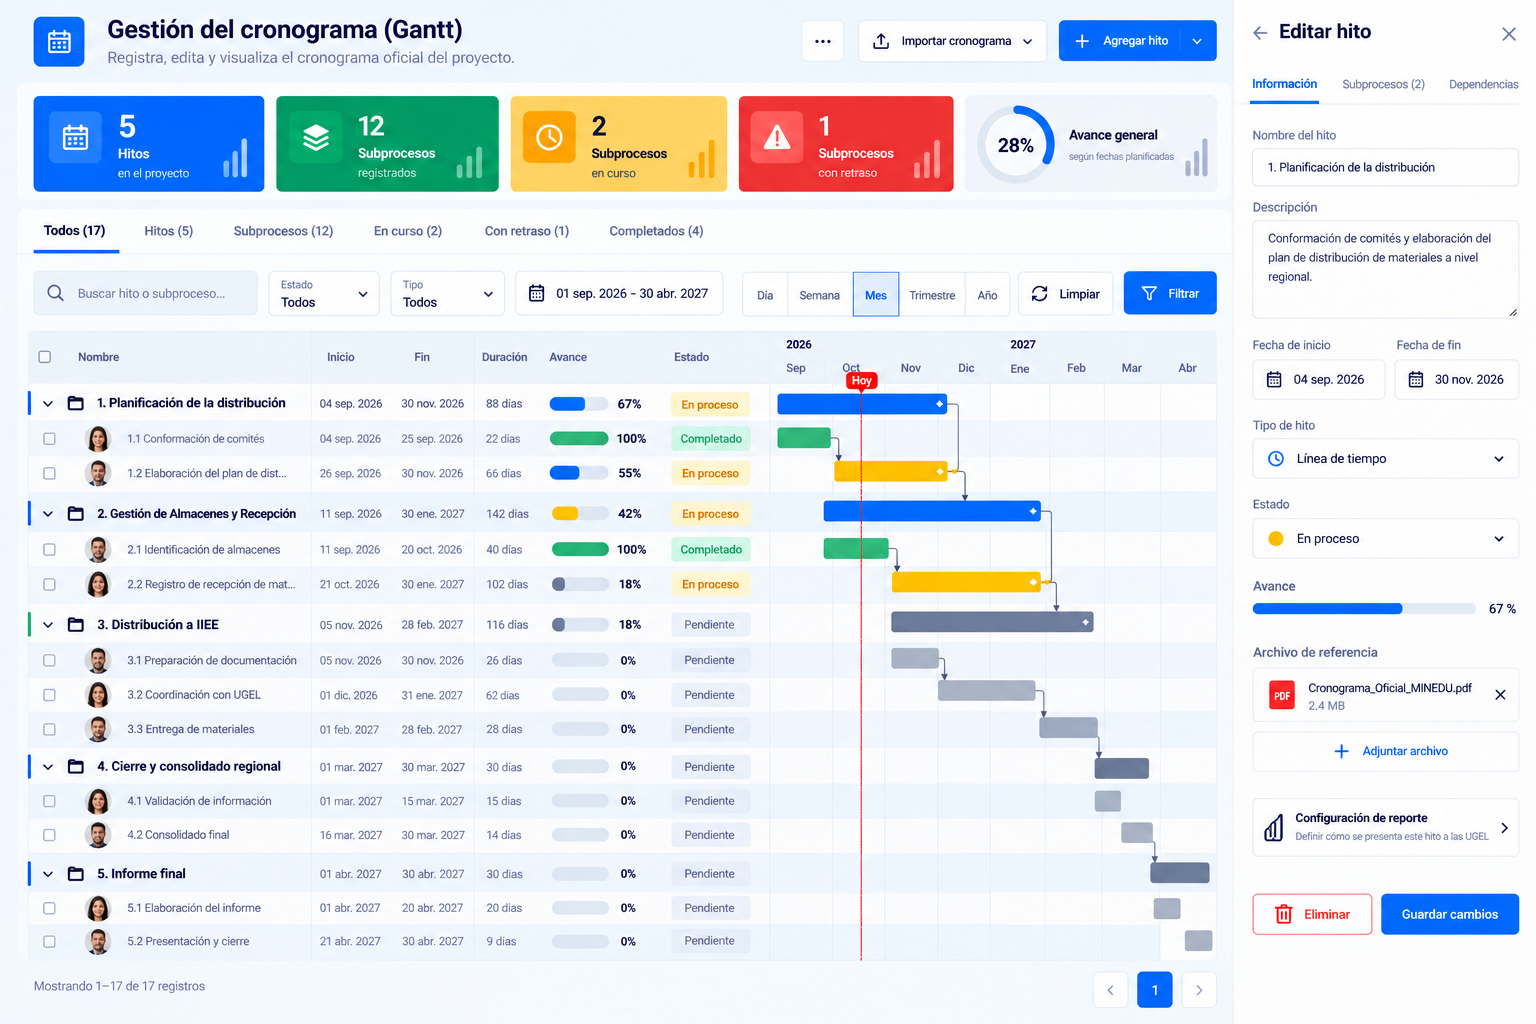 Gestión del cronograma (Gantt)
Registra, edita y visualiza el cronograma oficial del proyecto.
Importar cronograma
Agregar hito
5
Hitos
en el proyecto
12
Subprocesos
registrados
2
Subprocesos
en curso
1
Subprocesos
con retraso
28%
Avance general
según fechas planificadas
Todos (17) Hitos (5) Subprocesos (12) En curso (2) Con retraso (1) Completados (4)
Buscar hito o subproceso...
Estado
Todos
Tipo
Todos
01 sep. 2026 - 30 abr. 2027
Día Semana Mes Trimestre Año
Limpiar
Filtrar
Nombre Inicio Fin Duración Avance Estado
2026 2027
Sep Oct Nov Dic Ene Feb Mar Abr
Hoy
1. Planificación de la distribución 04 sep. 2026 30 nov. 2026 88 días 67% En proceso
1.1 Conformación de comités 04 sep. 2026 25 sep. 2026 22 días 100% Completado
1.2 Elaboración del plan de dist... 26 sep. 2026 30 nov. 2026 66 días 55% En proceso
2. Gestión de Almacenes y Recepción 11 sep. 2026 30 ene. 2027 142 días 42% En proceso
2.1 Identificación de almacenes 11 sep. 2026 20 oct. 2026 40 días 100% Completado
2.2 Registro de recepción de mat... 21 oct. 2026 30 ene. 2027 102 días 18% En proceso
3. Distribución a IIEE 05 nov. 2026 28 feb. 2027 116 días 18% Pendiente
3.1 Preparación de documentación 05 nov. 2026 30 nov. 2026 26 días 0% Pendiente
3.2 Coordinación con UGEL 01 dic. 2026 31 ene. 2027 62 días 0% Pendiente
3.3 Entrega de materiales 01 feb. 2027 28 feb. 2027 28 días 0% Pendiente
4. Cierre y consolidado regional 01 mar. 2027 30 mar. 2027 30 días 0% Pendiente
4.1 Validación de información 01 mar. 2027 15 mar. 2027 15 días 0% Pendiente
4.2 Consolidado final 16 mar. 2027 30 mar. 2027 14 días 0% Pendiente
5. Informe final 01 abr. 2027 30 abr. 2027 30 días 0% Pendiente
5.1 Elaboración del informe 01 abr. 2027 20 abr. 2027 20 días 0% Pendiente
5.2 Presentación y cierre 21 abr. 2027 30 abr. 2027 9 días 0% Pendiente
Mostrando 1–17 de 17 registros
1
Editar hito
Información Subprocesos (2) Dependencias
Nombre del hito
1. Planificación de la distribución
Descripción
Conformación de comités y elaboración del
plan de distribución de materiales a nivel
regional.
Fecha de inicio Fecha de fin
04 sep. 2026 30 nov. 2026
Tipo de hito
Línea de tiempo
Estado
En proceso
Avance
67 %
Archivo de referencia
PDF
Cronograma_Oficial_MINEDU.pdf
2.4 MB
Adjuntar archivo
Configuración de reporte
Definir cómo se presenta este hito a las UGEL
Eliminar
Guardar cambios